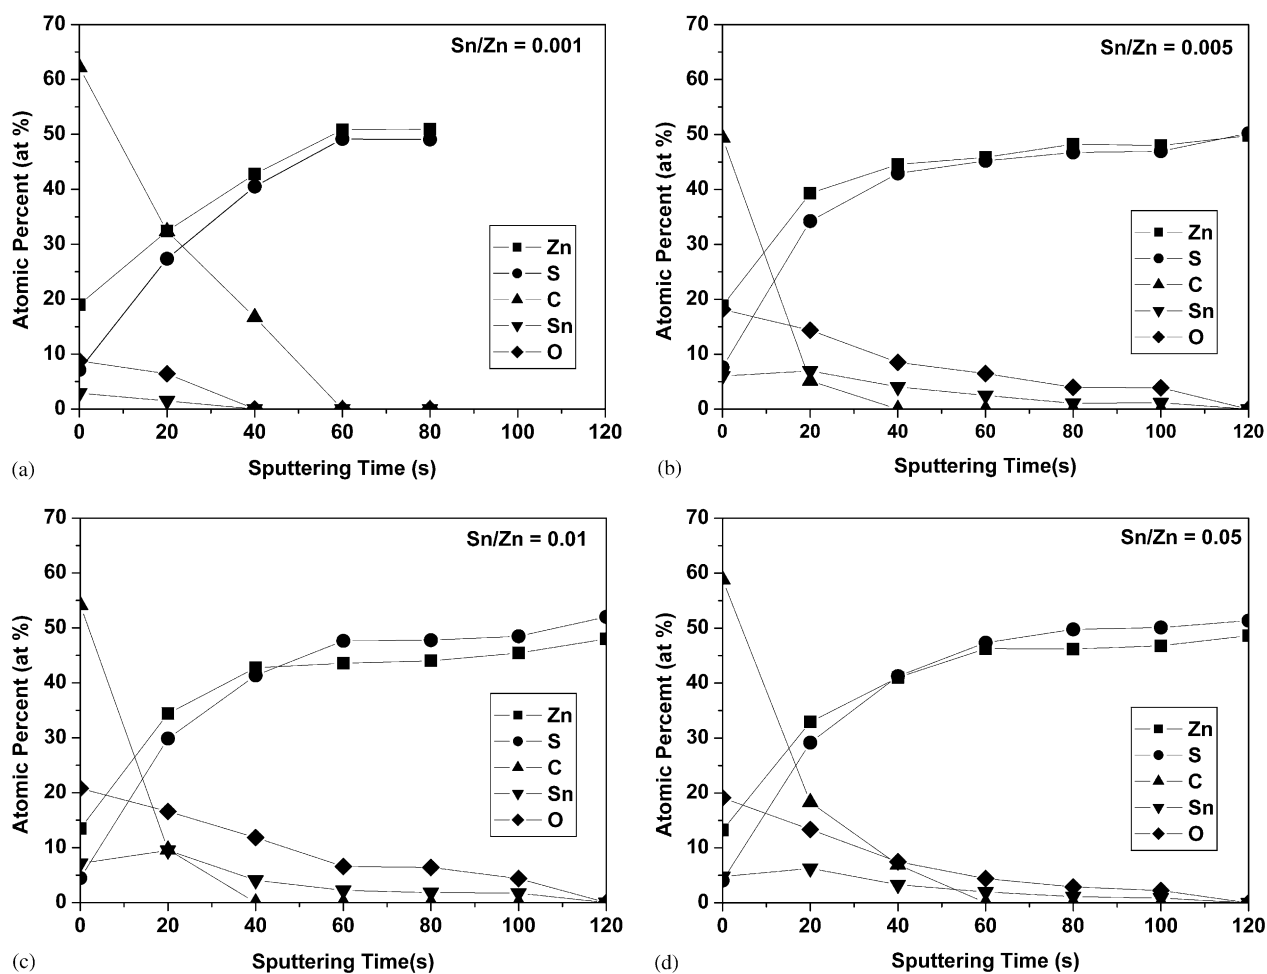 Sn/Zn = 0.001
Atomic Percent (at %)
70
60
50
40
30
20
10
0
Zn
S
C
Sn
O
0 20 40 60 80 100 120
Sputtering Time (s)
(a)
Sn/Zn = 0.005
Atomic Percent (at %)
70
60
50
40
30
20
10
0
Zn
S
C
Sn
O
0 20 40 60 80 100 120
Sputtering Time(s)
(b)
Sn/Zn = 0.01
Atomic Percent (at %)
70
60
50
40
30
20
10
0
Zn
S
C
Sn
O
0 20 40 60 80 100 120
Sputtering Time(s)
(c)
Sn/Zn = 0.05
Atomic Percent (at %)
70
60
50
40
30
20
10
0
Zn
S
C
Sn
O
0 20 40 60 80 100 120
Sputtering Time(s)
(d)